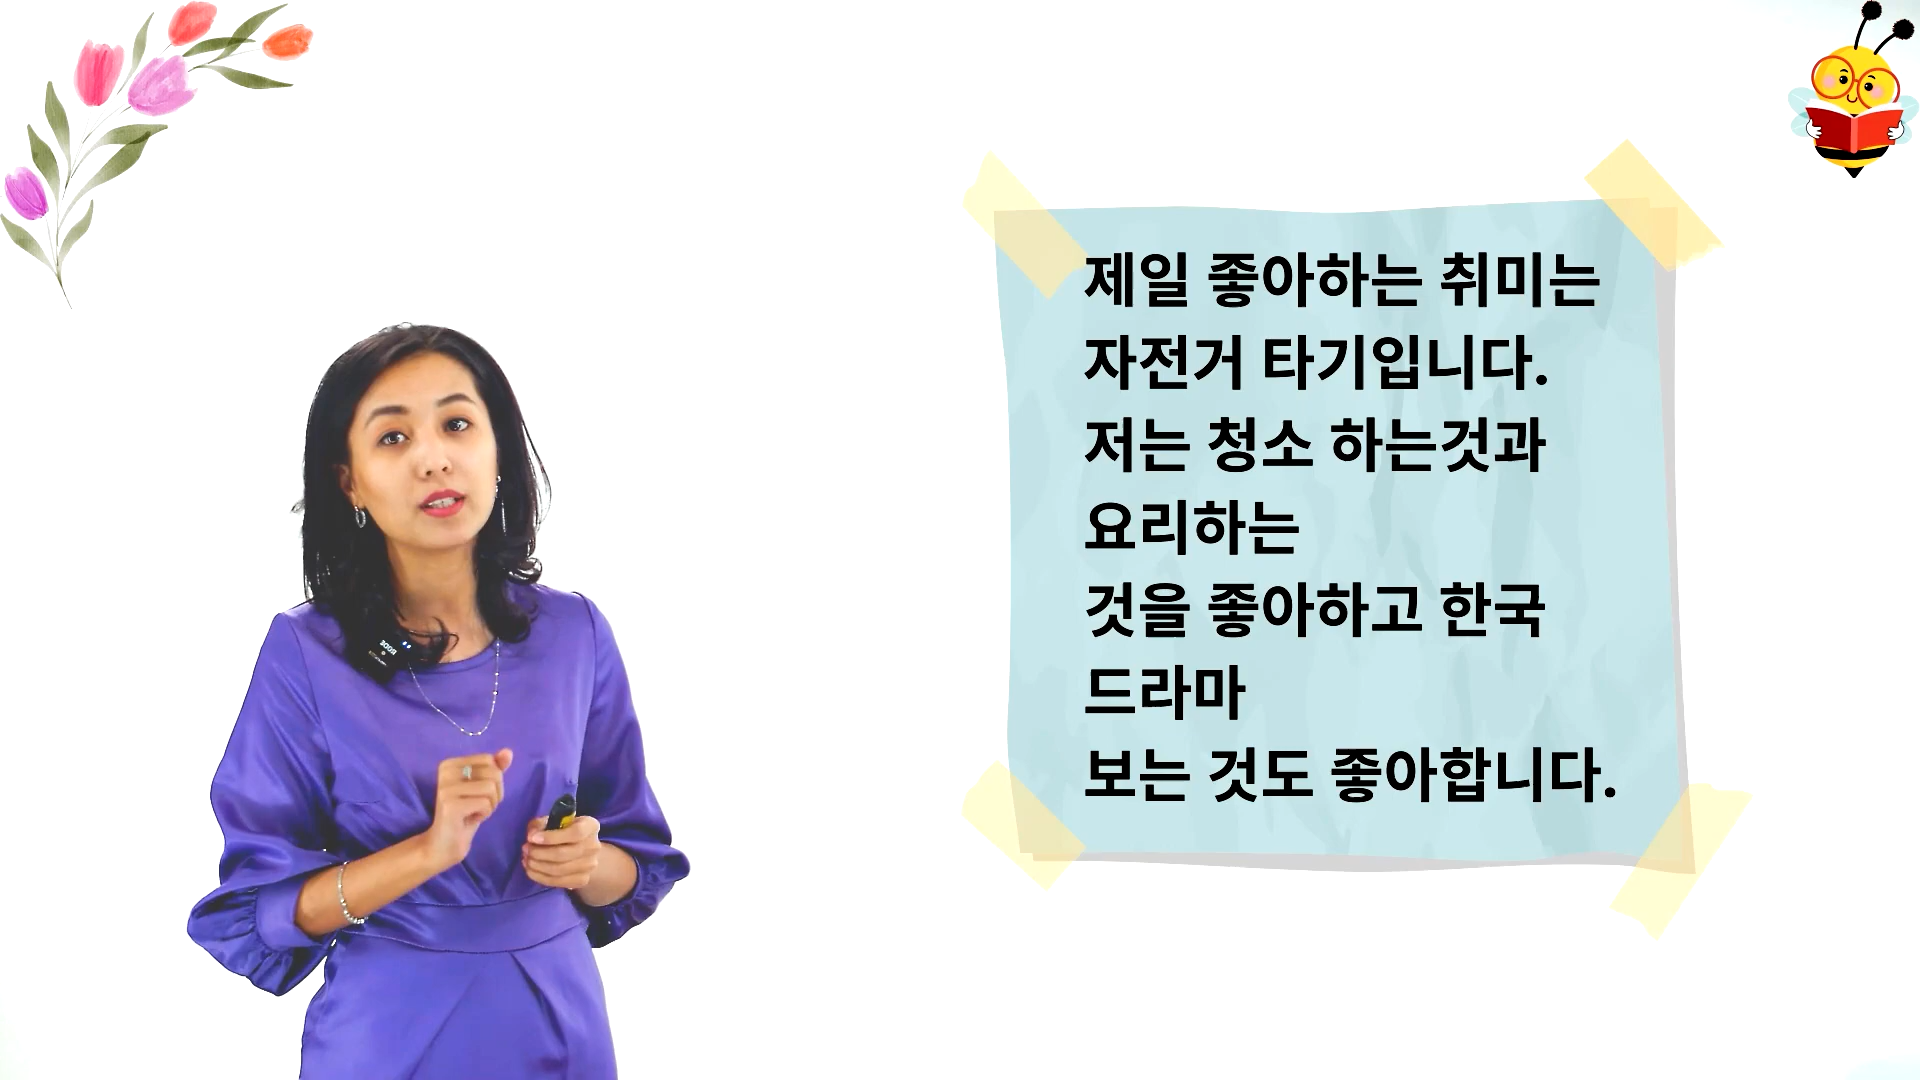 제일 좋아하는 취미는
자전거 타기입니다.
저는 청소 하는것과
요리하는
것을 좋아하고 한국
드라마
보는 것도 좋아합니다.